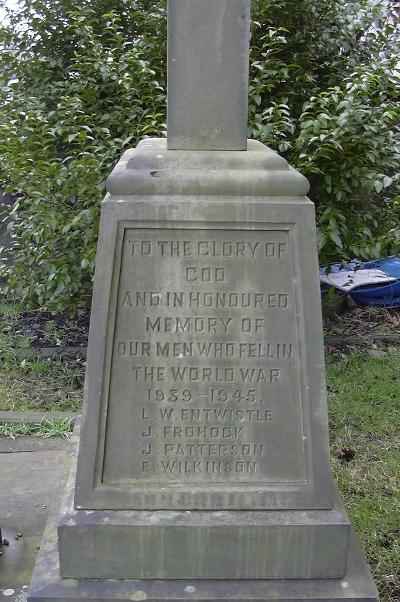 TO THE GLORY OF
GOD
AND IN HONOURED
MEMORY OF
OUR MEN WHO FELL IN
THE WORLD WAR
1939-1945.
L. W. ENTWISTLE
J. FROHOCK
J. PATTERSON
E. WILKINSON